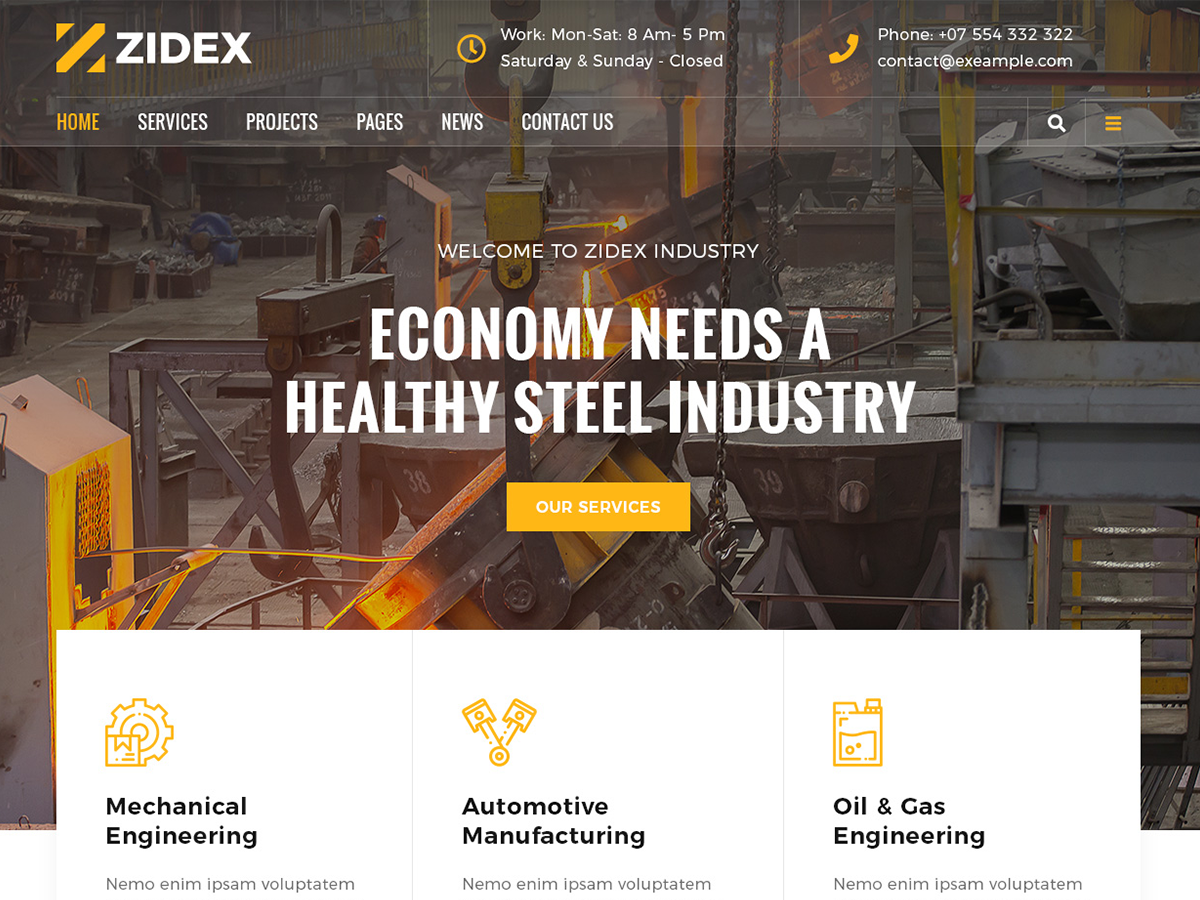 ZIDEX
Work: Mon-Sat: 8 Am- 5 Pm
Saturday & Sunday - Closed
Phone: +07 554 332 322
contact@exeample.com
HOME SERVICES PROJECTS PAGES NEWS CONTACT US
WELCOME TO ZIDEX INDUSTRY
ECONOMY NEEDS A
HEALTHY STEEL INDUSTRY
38
39
OUR SERVICES
Mechanical
Engineering
Automotive
Manufacturing
Oil & Gas
Engineering
Nemo enim ipsam voluptatem
Nemo enim ipsam voluptatem
Nemo enim ipsam voluptatem